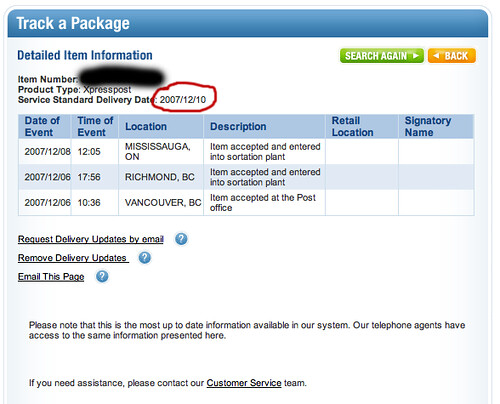 Track a Package
Detailed Item Information
SEARCH AGAIN
BACK
Item Number:
Product Type: Xpresspost
Service Standard Delivery Date: 2007/12/10
Date of Event Time of Event Location Description Retail Location Signatory Name
2007/12/08 12:05 MISSISSAUGA, ON Item accepted and entered into sortation plant
2007/12/06 17:56 RICHMOND, BC Item accepted and entered into sortation plant
2007/12/06 10:36 VANCOUVER, BC Item accepted at the Post office
Request Delivery Updates by email ?
Remove Delivery Updates ?
Email This Page ?
Please note that this is the most up to date information available in our system. Our telephone agents have
access to the same information presented here.
If you need assistance, please contact our Customer Service team.